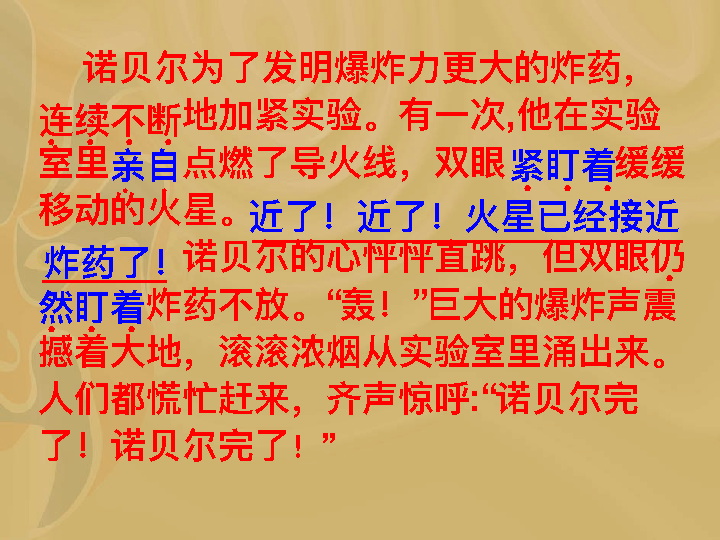 诺贝尔为了发明爆炸力更大的炸药，
连续不断地加紧实验。有一次,他在实验
室里亲自点燃了导火线，双眼紧盯着缓缓
移动的火星。近了！近了！火星已经接近
炸药了！诺贝尔的心怦怦直跳，但双眼仍
然盯着炸药不放。“轰！”巨大的爆炸声震
撼着大地，滚滚浓烟从实验室里涌出来。
人们都慌忙赶来，齐声惊呼:“诺贝尔完
了！诺贝尔完了！”